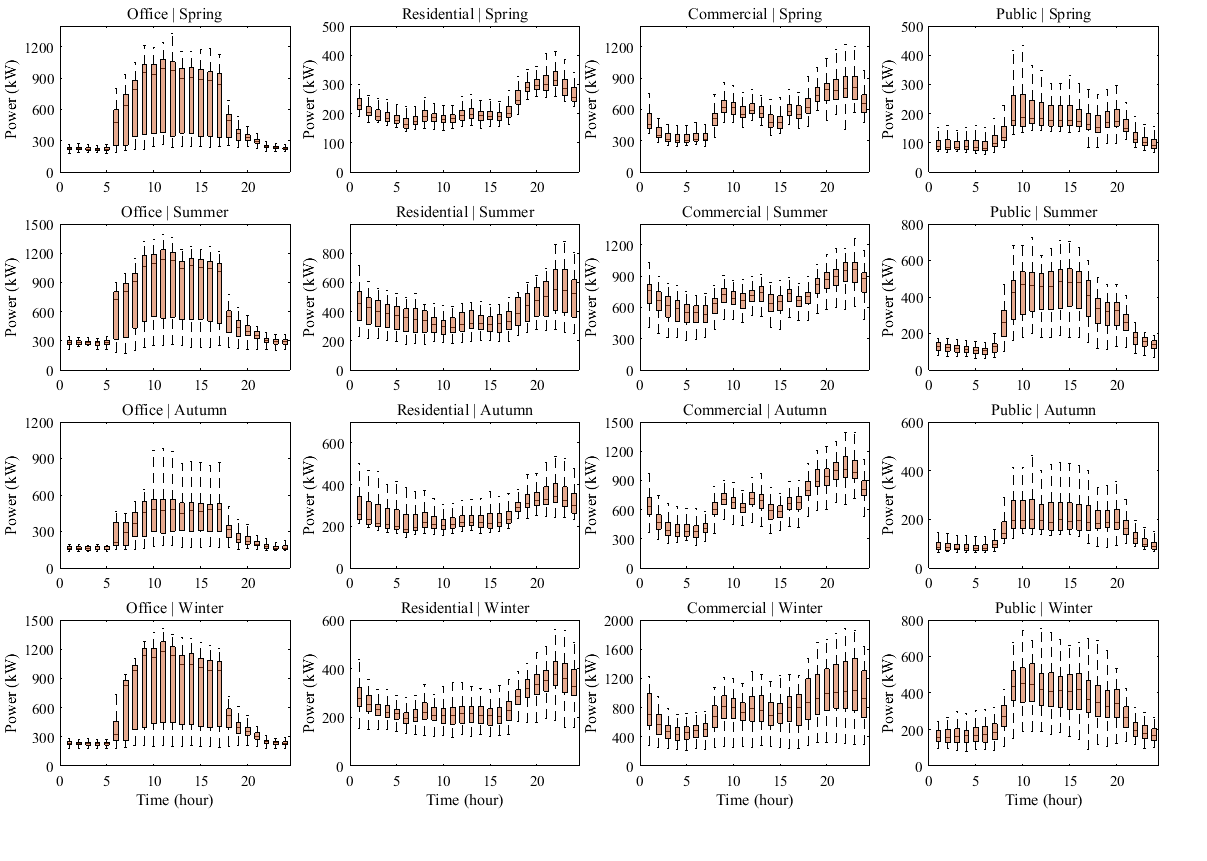 Office | Spring
Residential | Spring
Commercial | Spring
Public | Spring
Power (kW)
1200
900
600
300
0
0 5 10 15 20
Power (kW)
500
400
300
200
100
0
0 5 10 15 20
Power (kW)
1200
900
600
300
0
0 5 10 15 20
Power (kW)
500
400
300
200
100
0
0 5 10 15 20
Office | Summer
Residential | Summer
Commercial | Summer
Public | Summer
Power (kW)
1500
1200
900
600
300
0
0 5 10 15 20
Power (kW)
800
600
400
200
0
0 5 10 15 20
Power (kW)
1200
900
600
300
0
0 5 10 15 20
Power (kW)
800
600
400
200
0
0 5 10 15 20
Office | Autumn
Residential | Autumn
Commercial | Autumn
Public | Autumn
Power (kW)
1200
900
600
300
0
0 5 10 15 20
Power (kW)
600
400
200
0
0 5 10 15 20
Power (kW)
1500
1200
900
600
300
0
0 5 10 15 20
Power (kW)
600
400
200
0
0 5 10 15 20
Office | Winter
Residential | Winter
Commercial | Winter
Public | Winter
Power (kW)
1500
1200
900
600
300
0
0 5 10 15 20
Time (hour)
Power (kW)
600
400
200
0
0 5 10 15 20
Time (hour)
Power (kW)
2000
1600
1200
800
400
0
0 5 10 15 20
Time (hour)
Power (kW)
800
600
400
200
0
0 5 10 15 20
Time (hour)